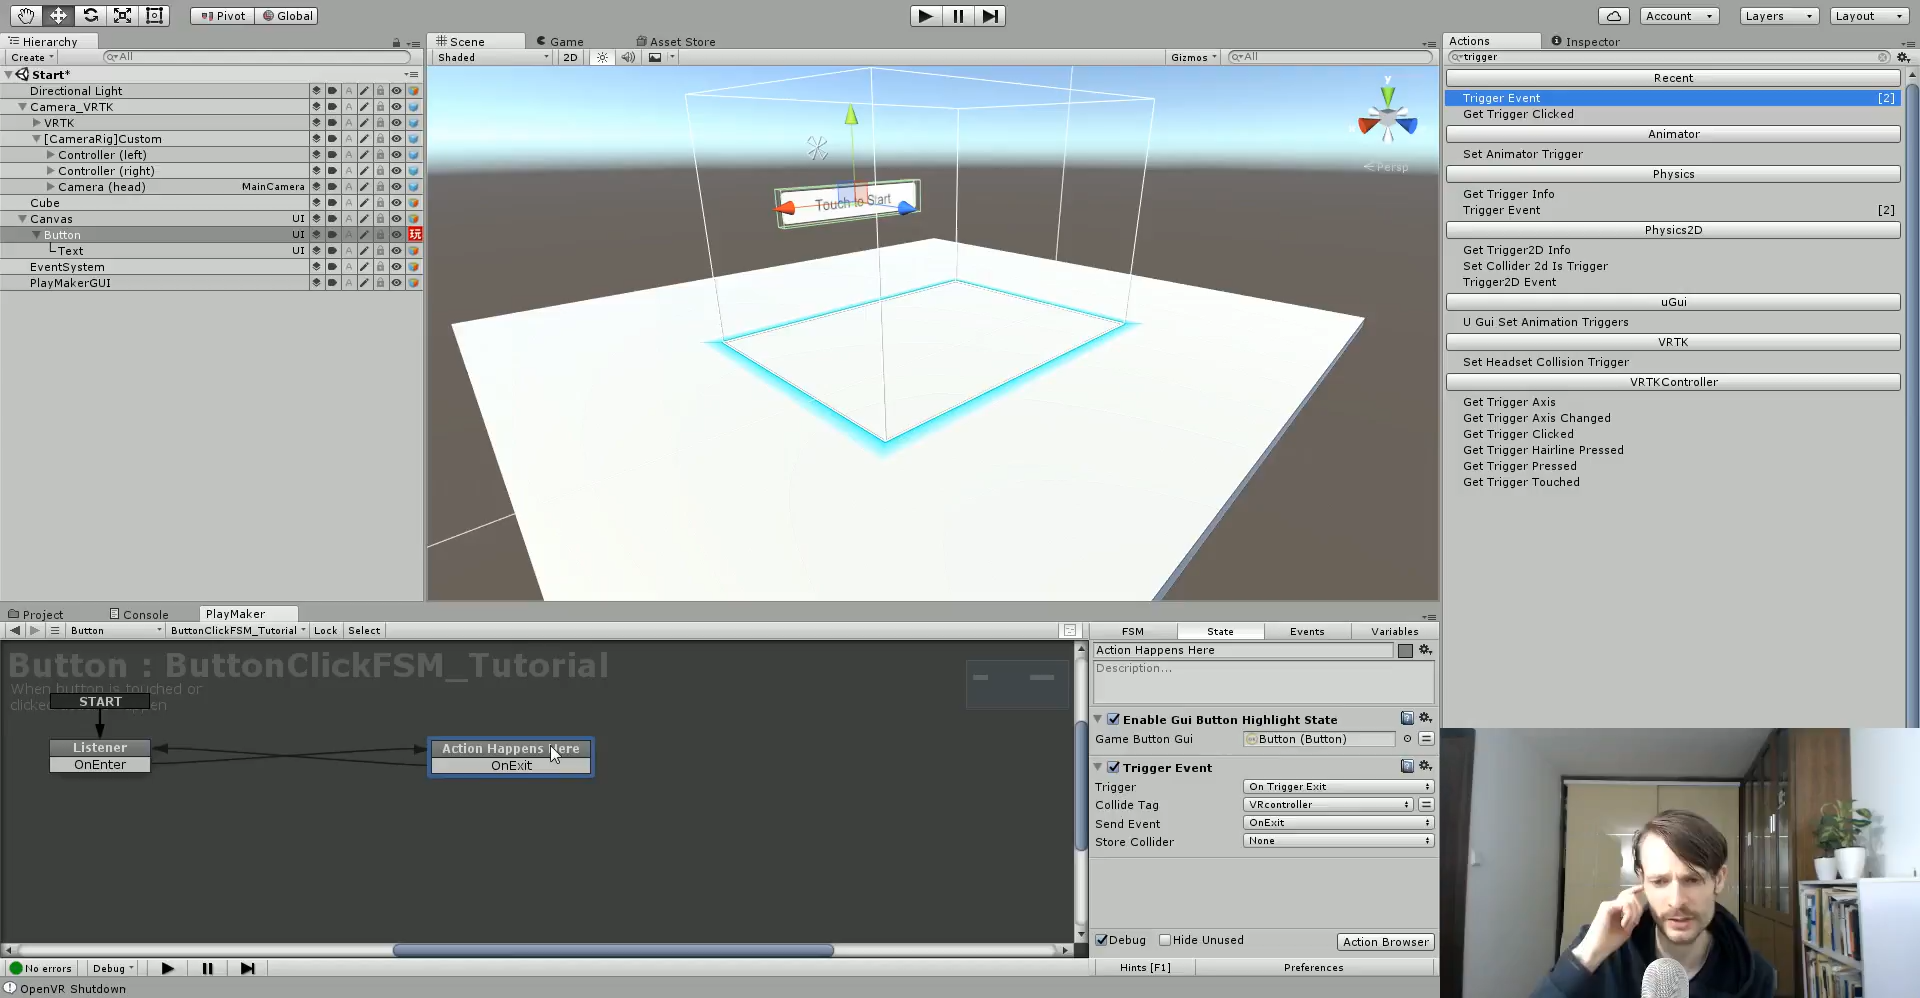 Pivot Global Account Layers Layout
Hierarchy Scene Game Asset Store Actions Inspector
Create All Shaded 2D Gizmos All trigger
Start*
Directional Light
Camera_VRTK
VRTK
[CameraRig]Custom
Controller (left)
Controller (right)
Camera (head) MainCamera
Cube
Canvas UI
Button UI 玩
Text UI
EventSystem
PlayMakerGUI
y
Persp
Touch to Start
Recent
Trigger Event [2]
Get Trigger Clicked
Animator
Set Animator Trigger
Physics
Get Trigger Info
Trigger Event [2]
Physics2D
Get Trigger2D Info
Set Collider 2d Is Trigger
Trigger2D Event
uGui
U Gui Set Animation Triggers
VRTK
Set Headset Collision Trigger
VRTKController
Get Trigger Axis
Get Trigger Axis Changed
Get Trigger Clicked
Get Trigger Hairline Pressed
Get Trigger Pressed
Get Trigger Touched
Project Console PlayMaker
Button ButtonClickFSM_Tutorial Lock Select
Button : ButtonClickFSM_Tutorial
When button is touched or
START
Listener
OnEnter
Action Happens Here
OnExit
FSM State Events Variables
Action Happens Here
Description...
Enable Gui Button Highlight State
Game Button Gui Button (Button)
Trigger Event
Trigger On Trigger Exit
Collide Tag VRcontroller
Send Event OnExit
Store Collider None
Debug Hide Unused Action Browser
No errors Debug Hints [F1] Preferences
OpenVR Shutdown